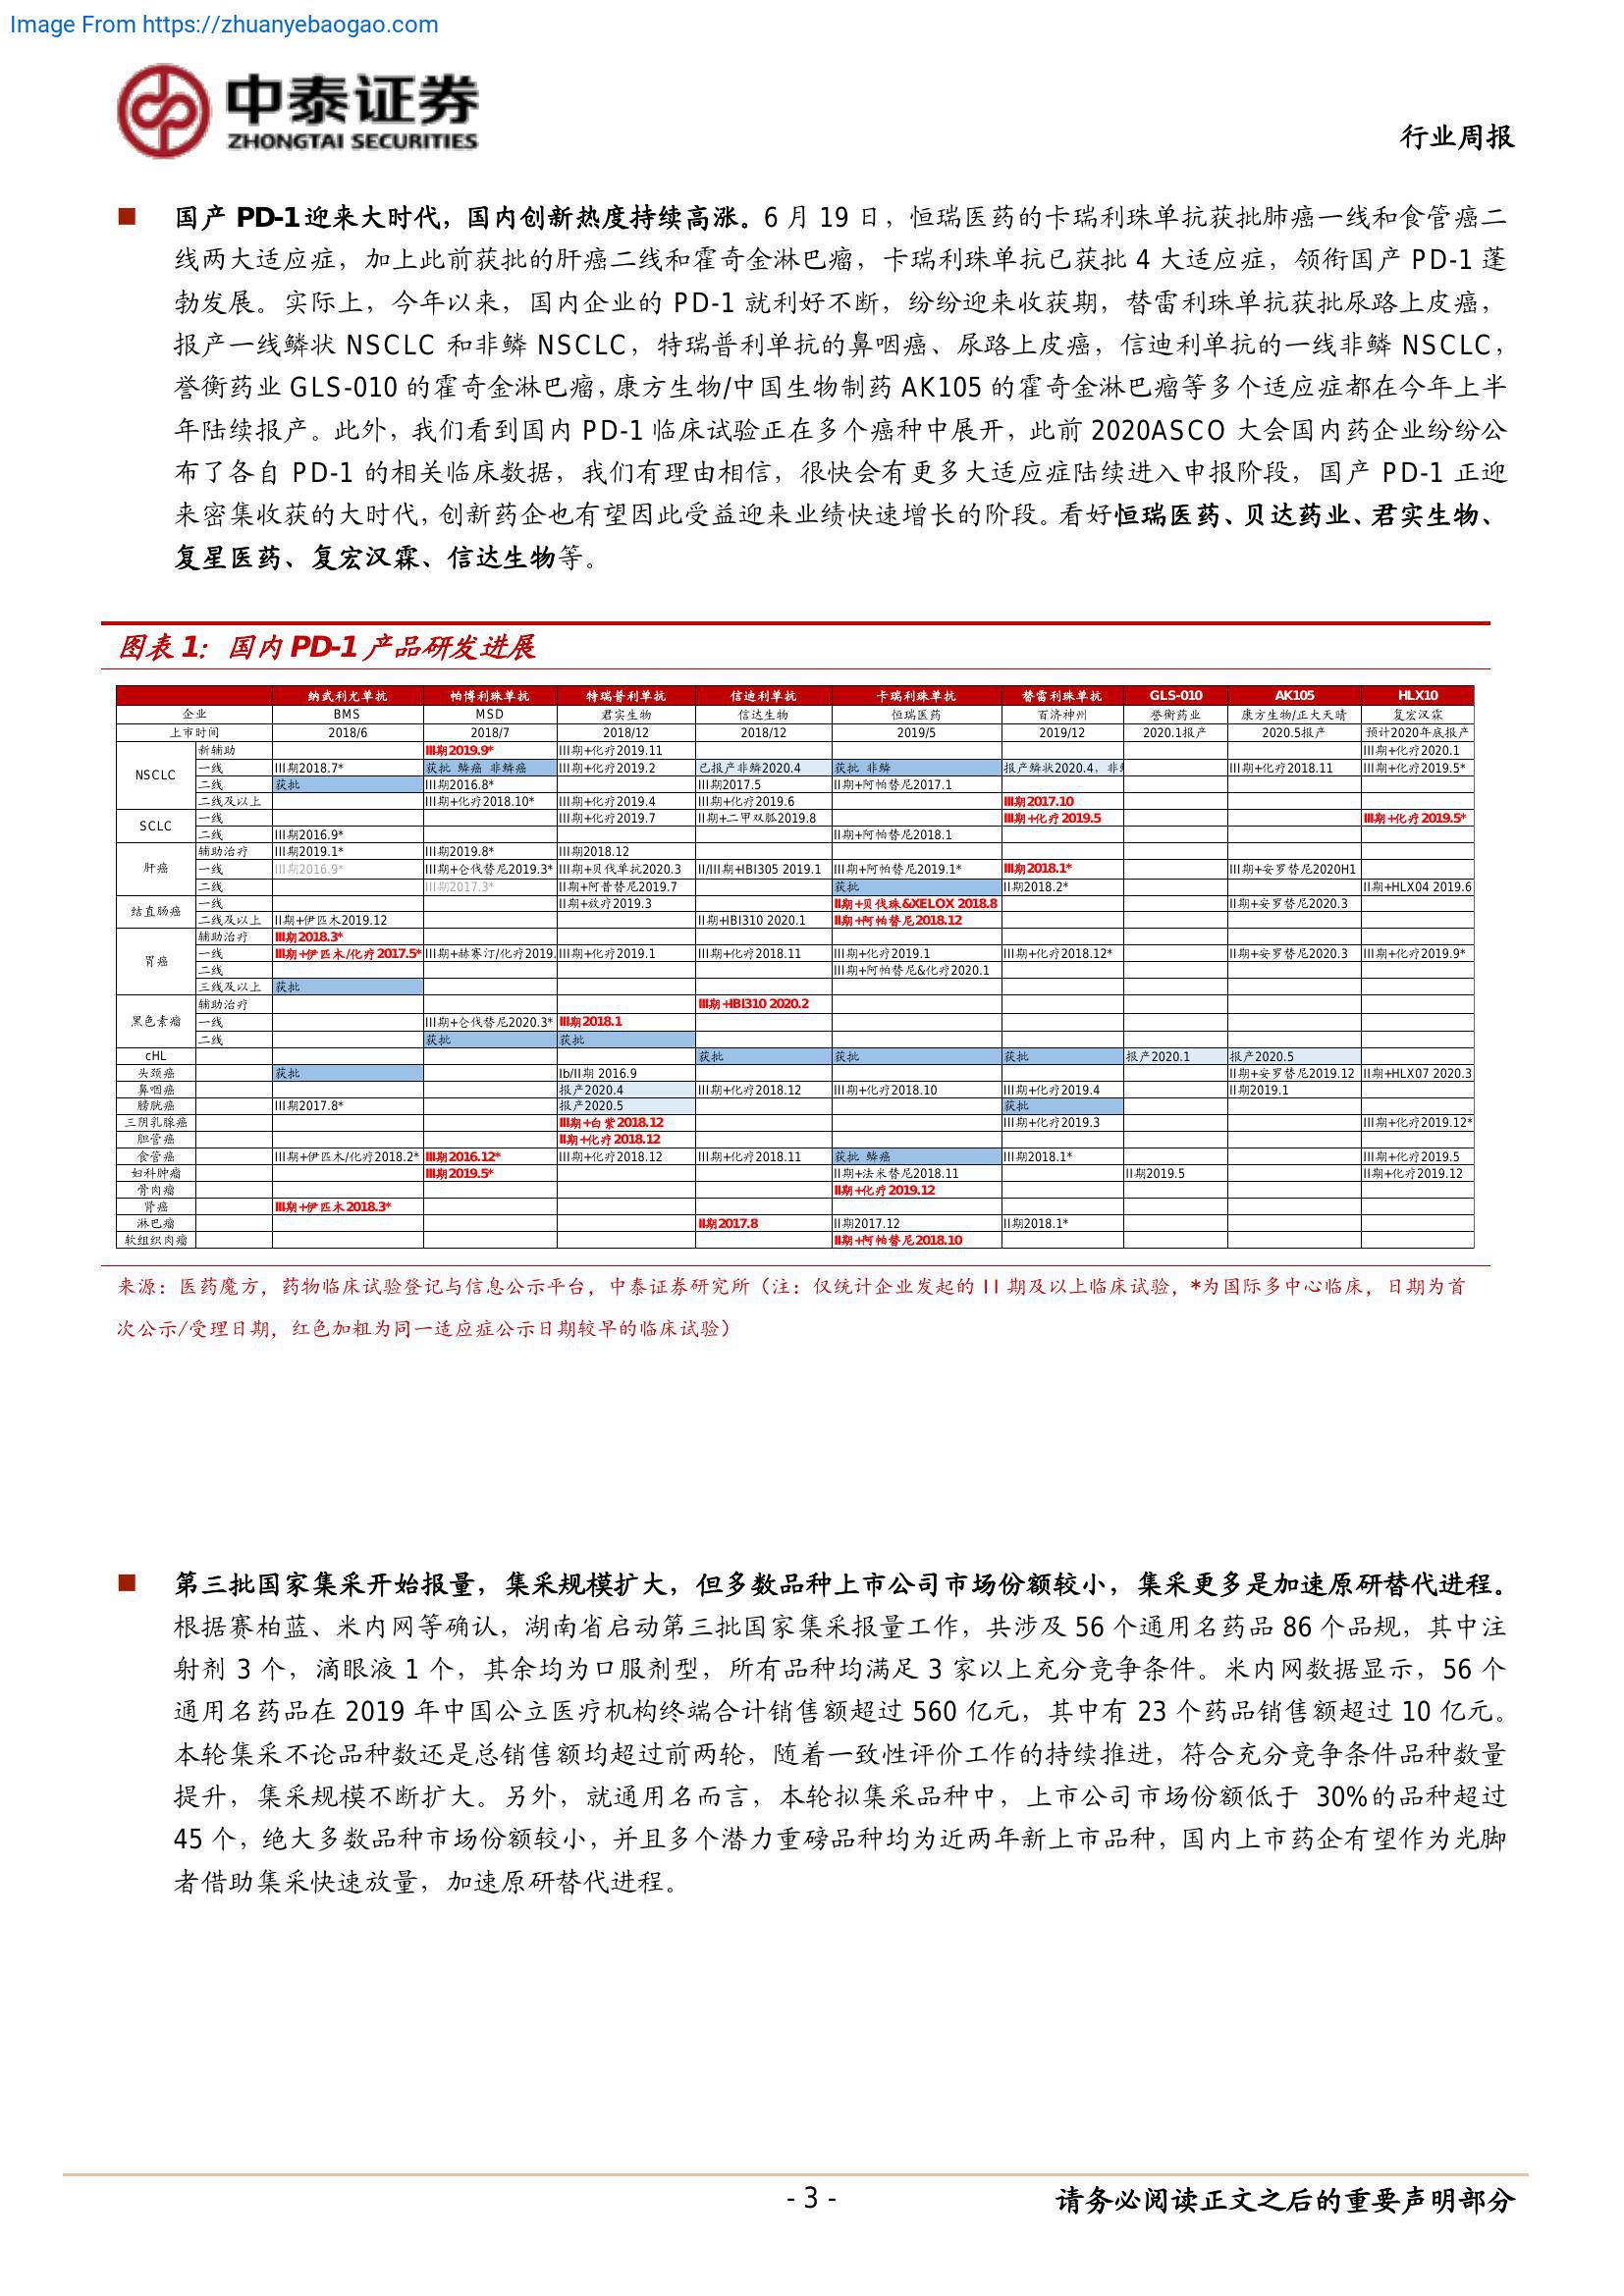 Image From https://zhuanyebaogao.com
中泰证券
ZHONGTAI SECURITIES
行业周报
国产 PD-1迎来大时代，国内创新热度持续高涨。6 月 19 日，恒瑞医药的卡瑞利珠单抗获批肺癌一线和食管癌二
线两大适应症，加上此前获批的肝癌二线和霍奇金淋巴瘤，卡瑞利珠单抗已获批 4 大适应症，领衔国产 PD-1 蓬
勃发展。实际上，今年以来，国内企业的 PD-1 就利好不断，纷纷迎来收获期，替雷利珠单抗获批尿路上皮癌，
报产一线鳞状 NSCLC 和非鳞 NSCLC，特瑞普利单抗的鼻咽癌、尿路上皮癌，信迪利单抗的一线非鳞 NSCLC，
誉衡药业 GLS-010 的霍奇金淋巴瘤，康方生物/中国生物制药 AK105 的霍奇金淋巴瘤等多个适应症都在今年上半
年陆续报产。此外，我们看到国内 PD-1 临床试验正在多个癌种中展开，此前 2020ASCO 大会国内药企业纷纷公
布了各自 PD-1 的相关临床数据，我们有理由相信，很快会有更多大适应症陆续进入申报阶段，国产 PD-1 正迎
来密集收获的大时代，创新药企也有望因此受益迎来业绩快速增长的阶段。看好恒瑞医药、贝达药业、君实生物、
复星医药、复宏汉霖、信达生物等。
图表 1：国内 PD-1 产品研发进展
纳武利尤单抗 帕博利珠单抗 特瑞普利单抗 信迪利单抗 卡瑞利珠单抗 替雷利珠单抗 GLS-010 AK105 HLX10
企业 BMS MSD 君实生物 信达生物 恒瑞医药 百济神州 誉衡药业 康方生物/正大天晴 复宏汉霖
上市时间 2018/6 2018/7 2018/12 2018/12 2019/5 2019/12 2020.1报产 2020.5报产 预计2020年底报产
NSCLC 新辅助 III期2019.9* III期+化疗2019.11 III期+化疗2020.1
一线 III期2018.7* 获批 鳞癌 非鳞癌 III期+化疗2019.2 已报产非鳞2020.4 获批 非鳞 报产鳞状2020.4，非 III期+化疗2018.11 III期+化疗2019.5*
二线 获批 III期2016.8* III期2017.5 II期+阿帕替尼2017.1
二线及以上 III期+化疗2018.10* III期+化疗2019.4 III期+化疗2019.6 III期2017.10
SCLC 一线 III期+化疗2019.7 II期+二甲双胍2019.8 III期+化疗2019.5 III期+化疗2019.5*
二线 III期2016.9* II期+阿帕替尼2018.1
肝癌 辅助治疗 III期2019.1* III期2019.8* III期2018.12
一线 III期2016.9* III期+仑伐替尼2019.3* III期+贝伐单抗2020.3 II/III期+IBI305 2019.1 III期+阿帕替尼2019.1* III期2018.1* III期+安罗替尼2020H1
二线 III期2017.3* II期+阿昔替尼2019.7 获批 II期2018.2* II期+HLX04 2019.6
结直肠癌 一线 II期+放疗2019.3 II期+贝伐珠&XELOX 2018.8 II期+安罗替尼2020.3
二线及以上 II期+伊匹木2019.12 II期+IBI310 2020.1 II期+阿帕替尼2018.12
胃癌 辅助治疗 III期2018.3*
一线 III期+伊匹木/化疗2017.5* III期+赫赛汀/化疗2019. III期+化疗2019.1 III期+化疗2018.11 III期+化疗2019.1 III期+化疗2018.12* II期+安罗替尼2020.3 III期+化疗2019.9*
二线 III期+阿帕替尼&化疗2020.1
三线及以上 获批
黑色素瘤 辅助治疗 III期+IBI310 2020.2
一线 III期+仑伐替尼2020.3* III期2018.1
二线 获批 获批
cHL 获批 获批 获批 报产2020.1 报产2020.5
头颈癌 获批 Ib/II期 2016.9 II期+安罗替尼2019.12 II期+HLX07 2020.3
鼻咽癌 报产2020.4 III期+化疗2018.12 III期+化疗2018.10 III期+化疗2019.4 II期2019.1
膀胱癌 III期2017.8* 报产2020.5 获批
三阴乳腺癌 III期+白紫2018.12 III期+化疗2019.3 III期+化疗2019.12*
胆管癌 II期+化疗2018.12
食管癌 III期+伊匹木/化疗2018.2* III期2016.12* III期+化疗2018.12 III期+化疗2018.11 获批 鳞癌 III期2018.1* III期+化疗2019.5
妇科肿瘤 III期2019.5* II期+法米替尼2018.11 II期2019.5 II期+化疗2019.12
骨肉瘤 II期+化疗2019.12
肾癌 III期+伊匹木2018.3*
淋巴瘤 II期2017.8 II期2017.12 II期2018.1*
软组织肉瘤 II期+阿帕替尼2018.10
来源：医药魔方，药物临床试验登记与信息公示平台，中泰证券研究所（注：仅统计企业发起的 II 期及以上临床试验，*为国际多中心临床，日期为首
次公示/受理日期，红色加粗为同一适应症公示日期较早的临床试验）
第三批国家集采开始报量，集采规模扩大，但多数品种上市公司市场份额较小，集采更多是加速原研替代进程。
根据赛柏蓝、米内网等确认，湖南省启动第三批国家集采报量工作，共涉及 56 个通用名药品 86 个品规，其中注
射剂 3 个，滴眼液 1 个，其余均为口服剂型，所有品种均满足 3 家以上充分竞争条件。米内网数据显示，56 个
通用名药品在 2019 年中国公立医疗机构终端合计销售额超过 560 亿元，其中有 23 个药品销售额超过 10 亿元。
本轮集采不论品种数还是总销售额均超过前两轮，随着一致性评价工作的持续推进，符合充分竞争条件品种数量
提升，集采规模不断扩大。另外，就通用名而言，本轮拟集采品种中，上市公司市场份额低于 30%的品种超过
45 个，绝大多数品种市场份额较小，并且多个潜力重磅品种均为近两年新上市品种，国内上市药企有望作为光脚
者借助集采快速放量，加速原研替代进程。
- 3 -
请务必阅读正文之后的重要声明部分